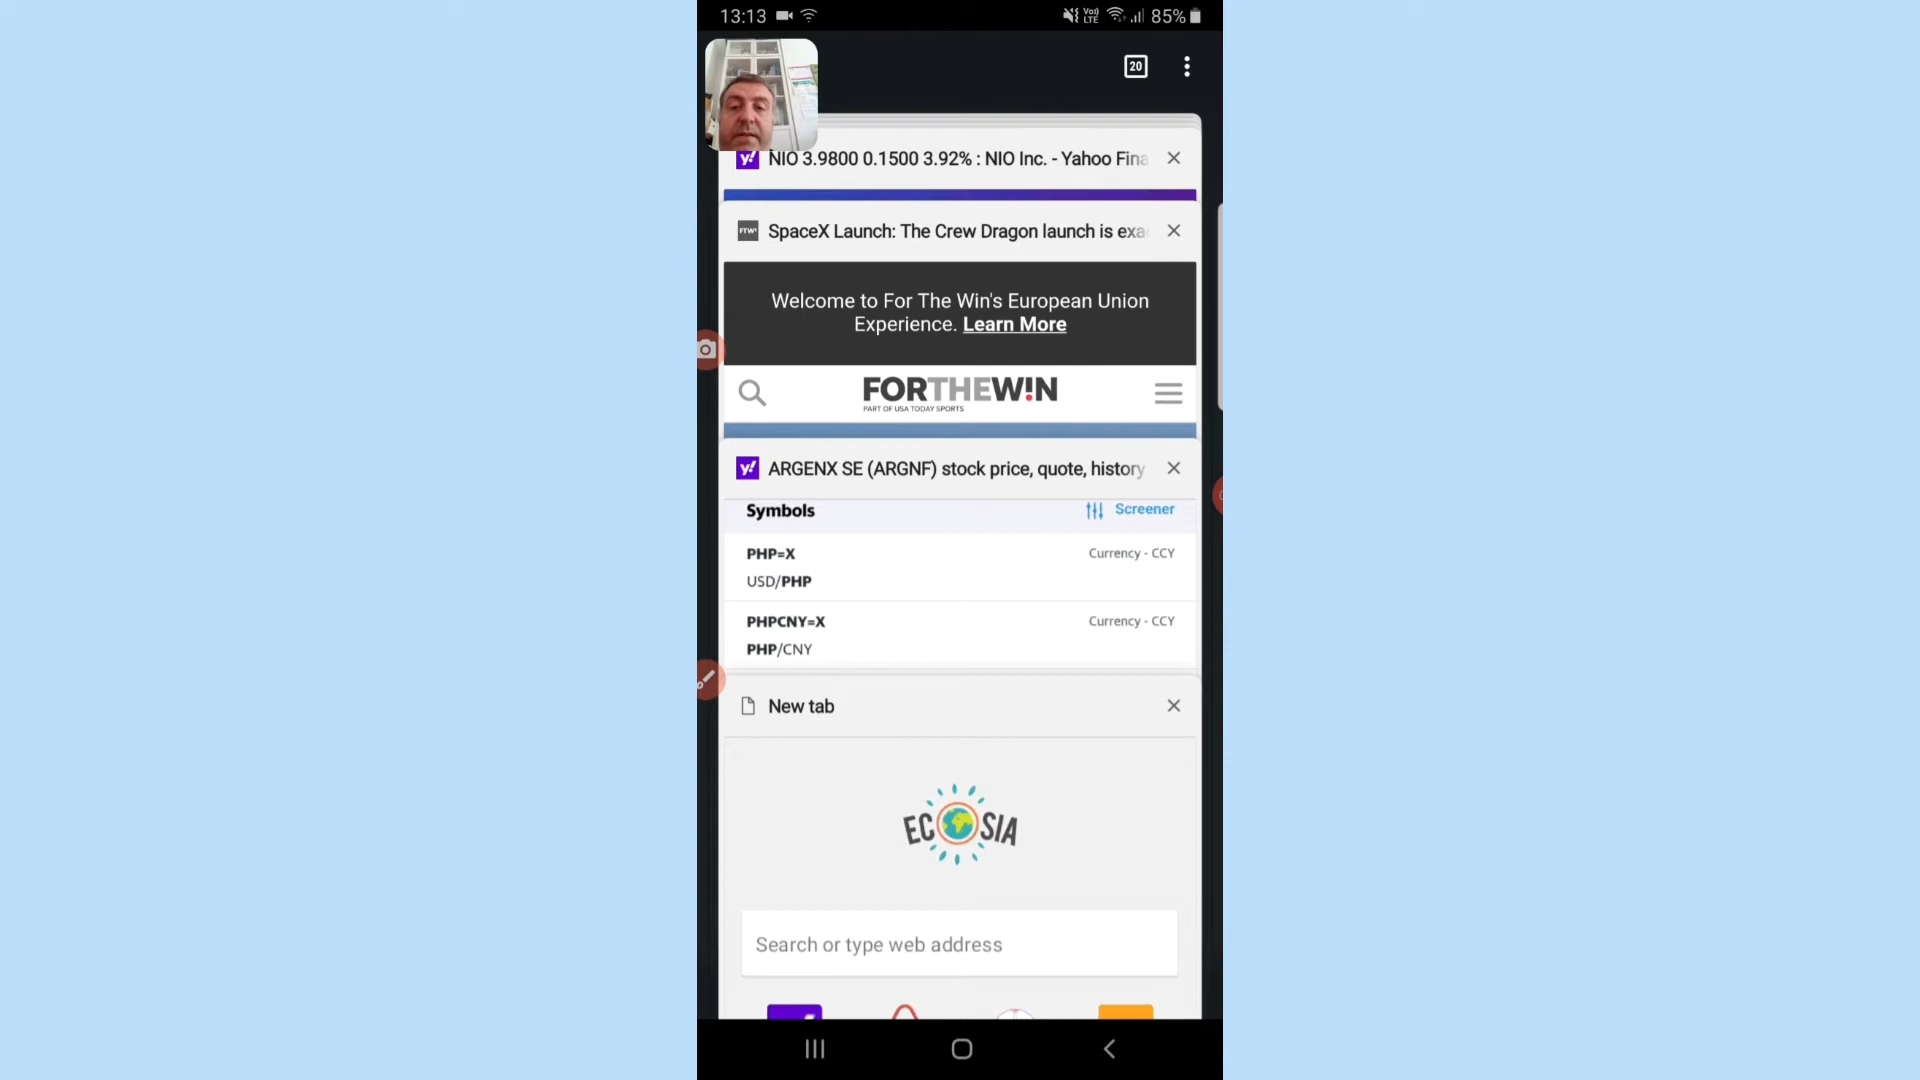 13:13
Vo)) LTE
85%
20
y! NIO 3.9800 0.1500 3.92% : NIO Inc. - Yahoo Fina
FTW! SpaceX Launch: The Crew Dragon launch is exa
Welcome to For The Win's European Union
Experience. Learn More
FORTHEW!N
PART OF USA TODAY SPORTS
y! ARGENX SE (ARGNF) stock price, quote, history
Symbols
Screener
PHP=X
Currency - CCY
USD/PHP
PHPCNY=X
Currency - CCY
PHP/CNY
New tab
ECOSIA
Search or type web address